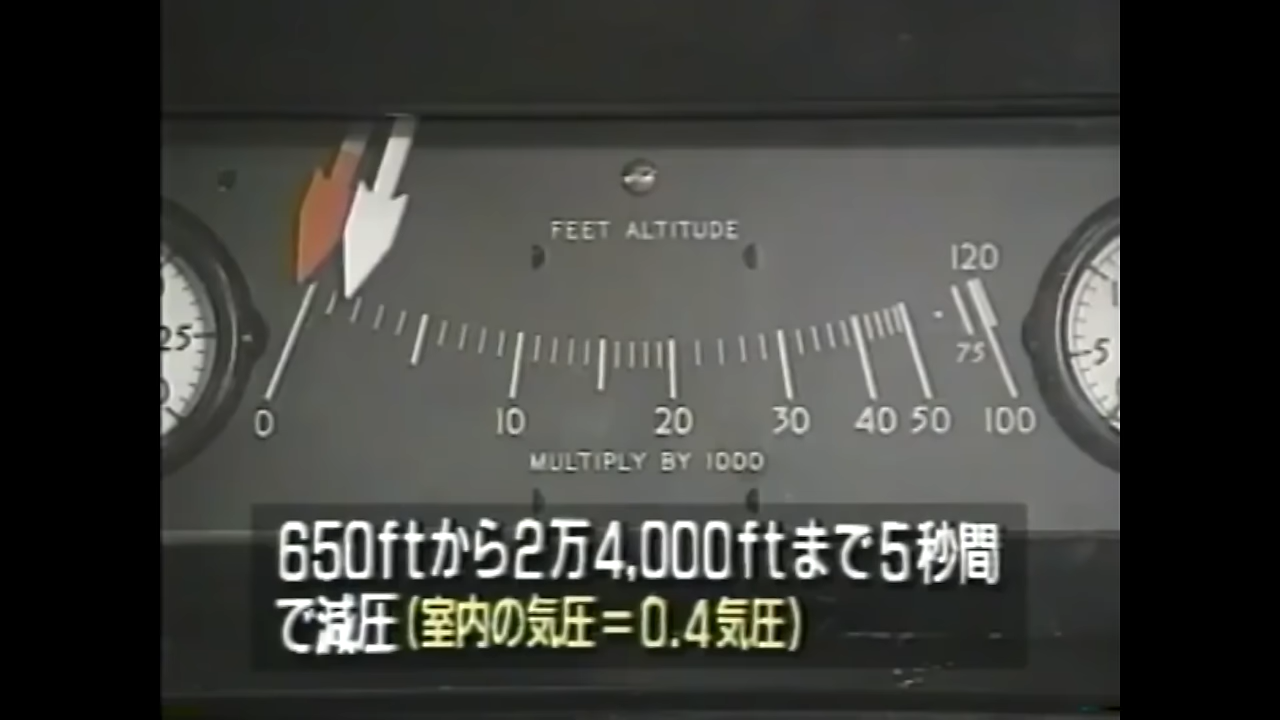 25
FEET ALTITUDE
120
75
5
0 10 20 30 40 50 100
MULTIPLY BY 1000
650ftから2万4,000ftまで5秒間
で減圧(室内の気圧=0.4気圧)